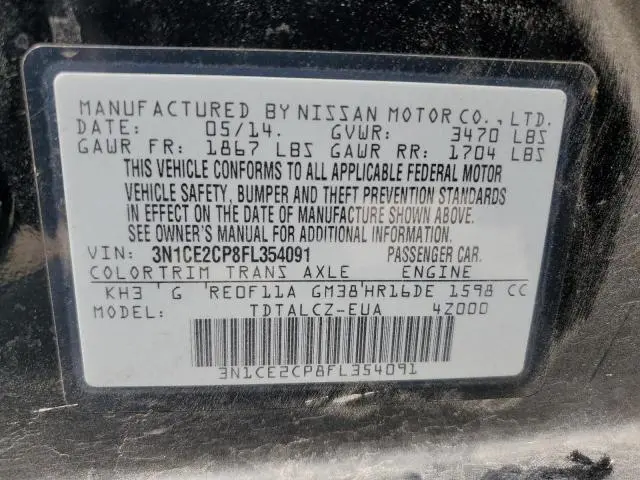 MANUFACTURED BY NISSAN MOTOR CO., LTD.
DATE: 05/14. GVWR: 3470 LBS
GAWR FR: 1867 LBS GAWR RR: 1704 LBS
THIS VEHICLE CONFORMS TO ALL APPLICABLE FEDERAL MOTOR
VEHICLE SAFETY, BUMPER AND THEFT PREVENTION STANDARDS
IN EFFECT ON THE DATE OF MANUFACTURE SHOWN ABOVE.
SEE OWNER'S MANUAL FOR ADDITIONAL INFORMATION.
VIN: 3N1CE2CP8FL354091 PASSENGER CAR.
COLOR TRIM TRANS AXLE ENGINE
KH3 G RE0F11A GM38 HR16DE 1598 CC
MODEL: TDTALCZ-EUA 4Z000
3N1CE2CP8FL354091